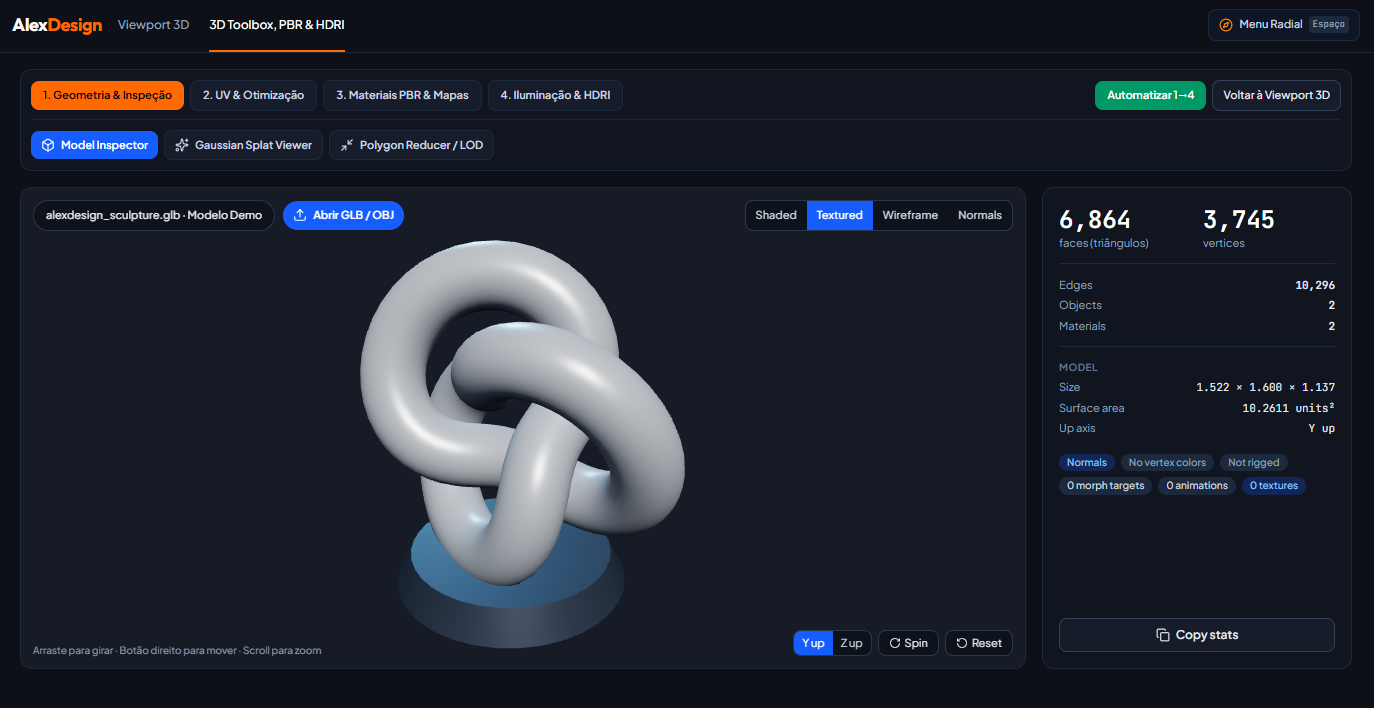 AlexDesign Viewport 3D 3D Toolbox, PBR & HDRI Menu Radial Espaço
1. Geometria & Inspeção 2. UV & Otimização 3. Materiais PBR & Mapas 4. Iluminação & HDRI Automatizar 1→4 Voltar à Viewport 3D
Model Inspector Gaussian Splat Viewer Polygon Reducer / LOD
alexdesign_sculpture.glb · Modelo Demo Abrir GLB / OBJ Shaded Textured Wireframe Normals
6,864 3,745
faces (triângulos) vertices
Edges 10,296
Objects 2
Materials 2
MODEL
Size 1.522 × 1.600 × 1.137
Surface area 10.2611 units²
Up axis Y up
Normals No vertex colors Not rigged
0 morph targets 0 animations 0 textures
Copy stats
Y up Z up Spin Reset
Arraste para girar · Botão direito para mover · Scroll para zoom